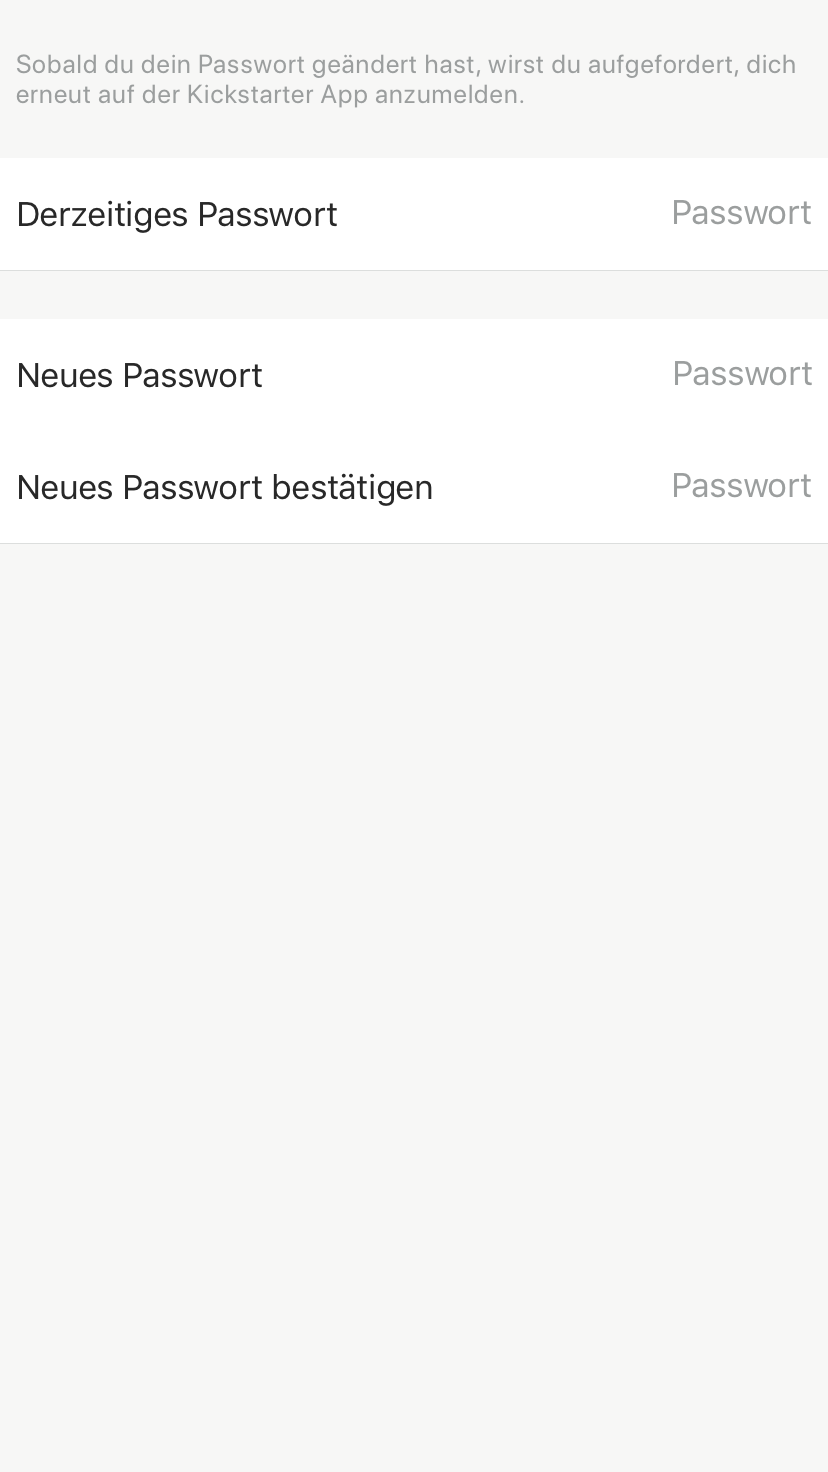 Sobald du dein Passwort geändert hast, wirst du aufgefordert, dich
erneut auf der Kickstarter App anzumelden.
Derzeitiges Passwort Passwort
Neues Passwort Passwort
Neues Passwort bestätigen Passwort